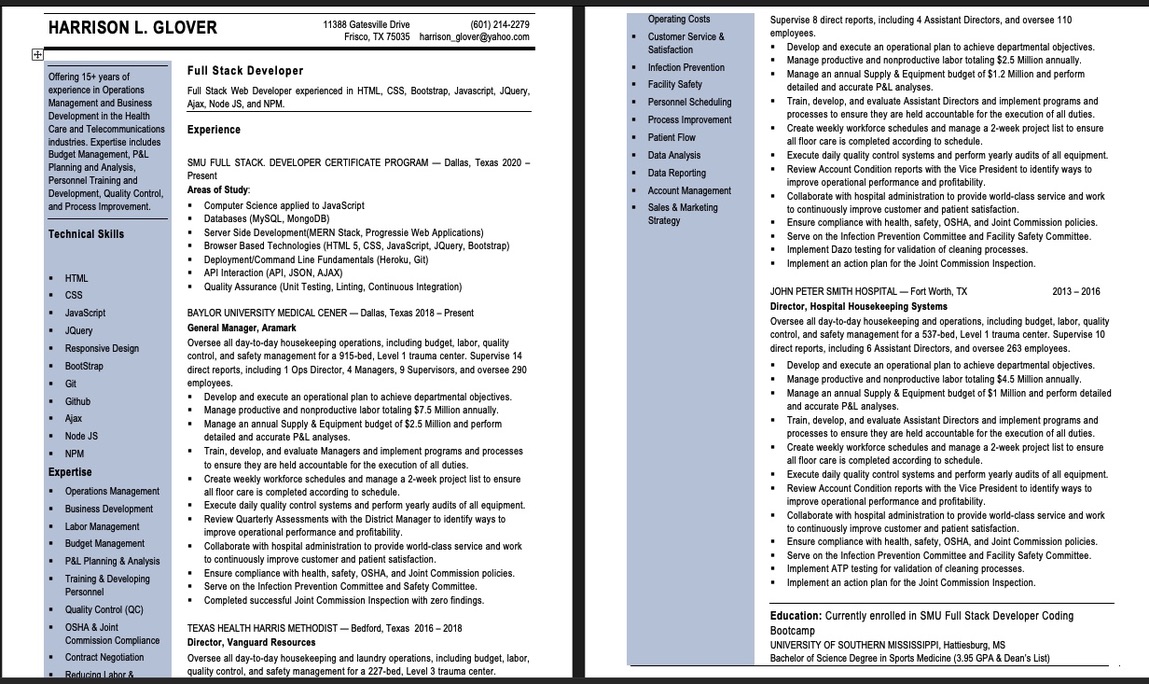 HARRISON L. GLOVER
11388 Gatesville Drive
Frisco, TX 75035
(601) 214-2279
harrison_glover@yahoo.com
Offering 15+ years of
experience in Operations
Management and Business
Development in the Health
Care and Telecommunications
industries. Expertise includes
Budget Management, P&L
Planning and Analysis,
Personnel Training and
Development, Quality Control,
and Process Improvement.
Technical Skills
▪ HTML
▪ CSS
▪ JavaScript
▪ JQuery
▪ Responsive Design
▪ BootStrap
▪ Git
▪ Github
▪ Ajax
▪ Node JS
▪ NPM
Expertise
▪ Operations Management
▪ Business Development
▪ Labor Management
▪ Budget Management
▪ P&L Planning & Analysis
▪ Training & Developing
Personnel
▪ Quality Control (QC)
▪ OSHA & Joint
Commission Compliance
▪ Contract Negotiation
▪ Reducing Labor &
Full Stack Developer
Full Stack Web Developer experienced in HTML, CSS, Bootstrap, Javascript, JQuery,
Ajax, Node JS, and NPM.
Experience
SMU FULL STACK. DEVELOPER CERTIFICATE PROGRAM — Dallas, Texas 2020 –
Present
Areas of Study:
▪ Computer Science applied to JavaScript
▪ Databases (MySQL, MongoDB)
▪ Server Side Development(MERN Stack, Progressie Web Applications)
▪ Browser Based Technologies (HTML 5, CSS, JavaScript, JQuery, Bootstrap)
▪ Deployment/Command Line Fundamentals (Heroku, Git)
▪ API Interaction (API, JSON, AJAX)
▪ Quality Assurance (Unit Testing, Linting, Continuous Integration)
BAYLOR UNIVERSITY MEDICAL CENER — Dallas, Texas 2018 – Present
General Manager, Aramark
Oversee all day-to-day housekeeping operations, including budget, labor, quality
control, and safety management for a 915-bed, Level 1 trauma center. Supervise 14
direct reports, including 1 Ops Director, 4 Managers, 9 Supervisors, and oversee 290
employees.
▪ Develop and execute an operational plan to achieve departmental objectives.
▪ Manage productive and nonproductive labor totaling $7.5 Million annually.
▪ Manage an annual Supply & Equipment budget of $2.5 Million and perform
detailed and accurate P&L analyses.
▪ Train, develop, and evaluate Managers and implement programs and processes
to ensure they are held accountable for the execution of all duties.
▪ Create weekly workforce schedules and manage a 2-week project list to ensure
all floor care is completed according to schedule.
▪ Execute daily quality control systems and perform yearly audits of all equipment.
▪ Review Quarterly Assessments with the District Manager to identify ways to
improve operational performance and profitability.
▪ Collaborate with hospital administration to provide world-class service and work
to continuously improve customer and patient satisfaction.
▪ Ensure compliance with health, safety, OSHA, and Joint Commission policies.
▪ Serve on the Infection Prevention Committee and Safety Committee.
▪ Completed successful Joint Commission Inspection with zero findings.
TEXAS HEALTH HARRIS METHODIST — Bedford, Texas 2016 – 2018
Director, Vanguard Resources
Oversee all day-to-day housekeeping and laundry operations, including budget, labor,
quality control, and safety management for a 227-bed, Level 3 trauma center.
Operating Costs
▪ Customer Service &
Satisfaction
▪ Infection Prevention
▪ Facility Safety
▪ Personnel Scheduling
▪ Process Improvement
▪ Patient Flow
▪ Data Analysis
▪ Data Reporting
▪ Account Management
▪ Sales & Marketing
Strategy
Supervise 8 direct reports, including 4 Assistant Directors, and oversee 110
employees.
▪ Develop and execute an operational plan to achieve departmental objectives.
▪ Manage productive and nonproductive labor totaling $2.5 Million annually.
▪ Manage an annual Supply & Equipment budget of $1.2 Million and perform
detailed and accurate P&L analyses.
▪ Train, develop, and evaluate Assistant Directors and implement programs and
processes to ensure they are held accountable for the execution of all duties.
▪ Create weekly workforce schedules and manage a 2-week project list to ensure
all floor care is completed according to schedule.
▪ Execute daily quality control systems and perform yearly audits of all equipment.
▪ Review Account Condition reports with the Vice President to identify ways to
improve operational performance and profitability.
▪ Collaborate with hospital administration to provide world-class service and work
to continuously improve customer and patient satisfaction.
▪ Ensure compliance with health, safety, OSHA, and Joint Commission policies.
▪ Serve on the Infection Prevention Committee and Facility Safety Committee.
▪ Implement Dazo testing for validation of cleaning processes.
▪ Implement an action plan for the Joint Commission Inspection.
JOHN PETER SMITH HOSPITAL — Fort Worth, TX 2013 – 2016
Director, Hospital Housekeeping Systems
Oversee all day-to-day housekeeping and operations, including budget, labor, quality
control, and safety management for a 537-bed, Level 1 trauma center. Supervise 10
direct reports, including 6 Assistant Directors, and oversee 263 employees.
▪ Develop and execute an operational plan to achieve departmental objectives.
▪ Manage productive and nonproductive labor totaling $4.5 Million annually.
▪ Manage an annual Supply & Equipment budget of $1 Million and perform detailed
and accurate P&L analyses.
▪ Train, develop, and evaluate Assistant Directors and implement programs and
processes to ensure they are held accountable for the execution of all duties.
▪ Create weekly workforce schedules and manage a 2-week project list to ensure
all floor care is completed according to schedule.
▪ Execute daily quality control systems and perform yearly audits of all equipment.
▪ Review Account Condition reports with the Vice President to identify ways to
improve operational performance and profitability.
▪ Collaborate with hospital administration to provide world-class service and work
to continuously improve customer and patient satisfaction.
▪ Ensure compliance with health, safety, OSHA, and Joint Commission policies.
▪ Serve on the Infection Prevention Committee and Facility Safety Committee.
▪ Implement ATP testing for validation of cleaning processes.
▪ Implement an action plan for the Joint Commission Inspection.
Education: Currently enrolled in SMU Full Stack Developer Coding
Bootcamp
UNIVERSITY OF SOUTHERN MISSISSIPPI, Hattiesburg, MS
Bachelor of Science Degree in Sports Medicine (3.95 GPA & Dean's List)